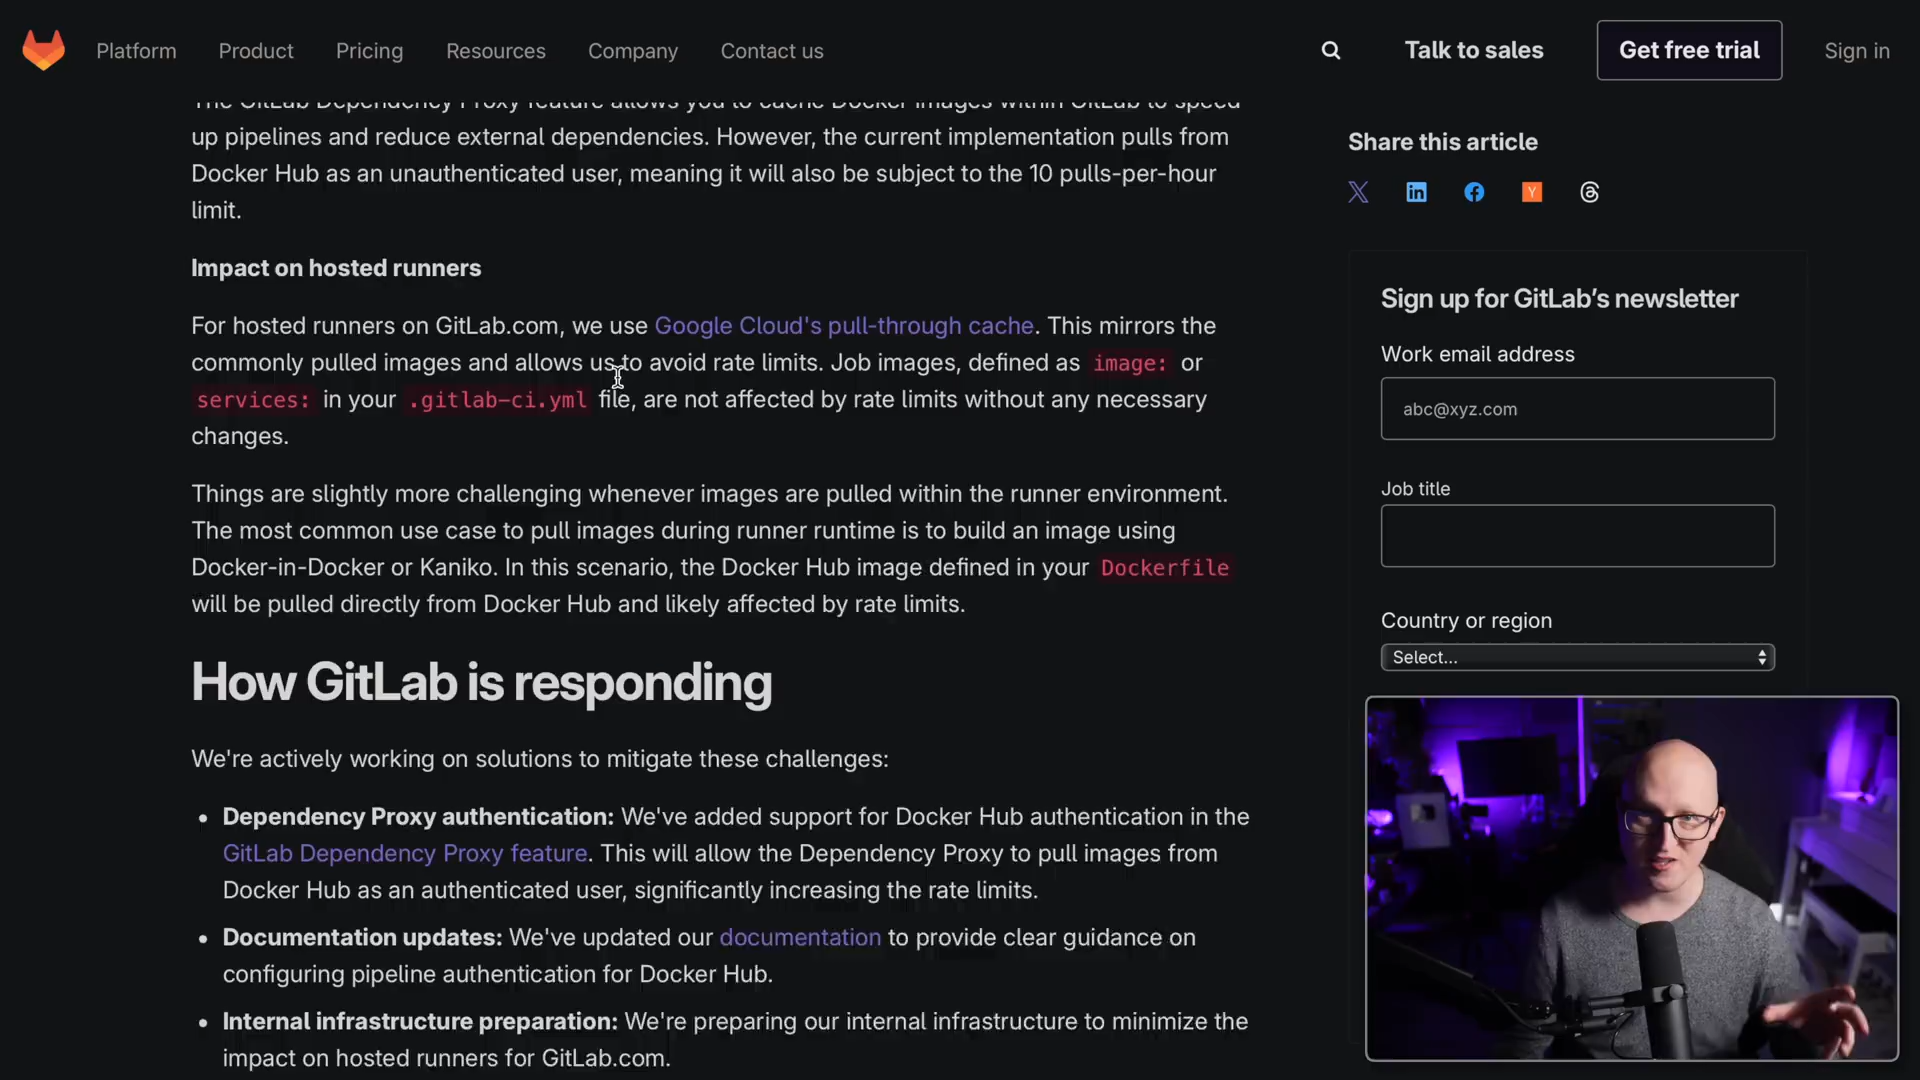 Platform Product Pricing Resources Company Contact us Talk to sales Get free trial Sign in
The GitLab Dependency Proxy feature allows you to cache Docker images within GitLab to speed
up pipelines and reduce external dependencies. However, the current implementation pulls from
Docker Hub as an unauthenticated user, meaning it will also be subject to the 10 pulls-per-hour
limit.
Impact on hosted runners
For hosted runners on GitLab.com, we use Google Cloud's pull-through cache. This mirrors the
commonly pulled images and allows us to avoid rate limits. Job images, defined as image: or
services: in your .gitlab-ci.yml file, are not affected by rate limits without any necessary
changes.
Things are slightly more challenging whenever images are pulled within the runner environment.
The most common use case to pull images during runner runtime is to build an image using
Docker-in-Docker or Kaniko. In this scenario, the Docker Hub image defined in your Dockerfile
will be pulled directly from Docker Hub and likely affected by rate limits.
How GitLab is responding
We're actively working on solutions to mitigate these challenges:
• Dependency Proxy authentication: We've added support for Docker Hub authentication in the
GitLab Dependency Proxy feature. This will allow the Dependency Proxy to pull images from
Docker Hub as an authenticated user, significantly increasing the rate limits.
• Documentation updates: We've updated our documentation to provide clear guidance on
configuring pipeline authentication for Docker Hub.
• Internal infrastructure preparation: We're preparing our internal infrastructure to minimize the
impact on hosted runners for GitLab.com.
Share this article
Sign up for GitLab's newsletter
Work email address
abc@xyz.com
Job title
Country or region
Select...